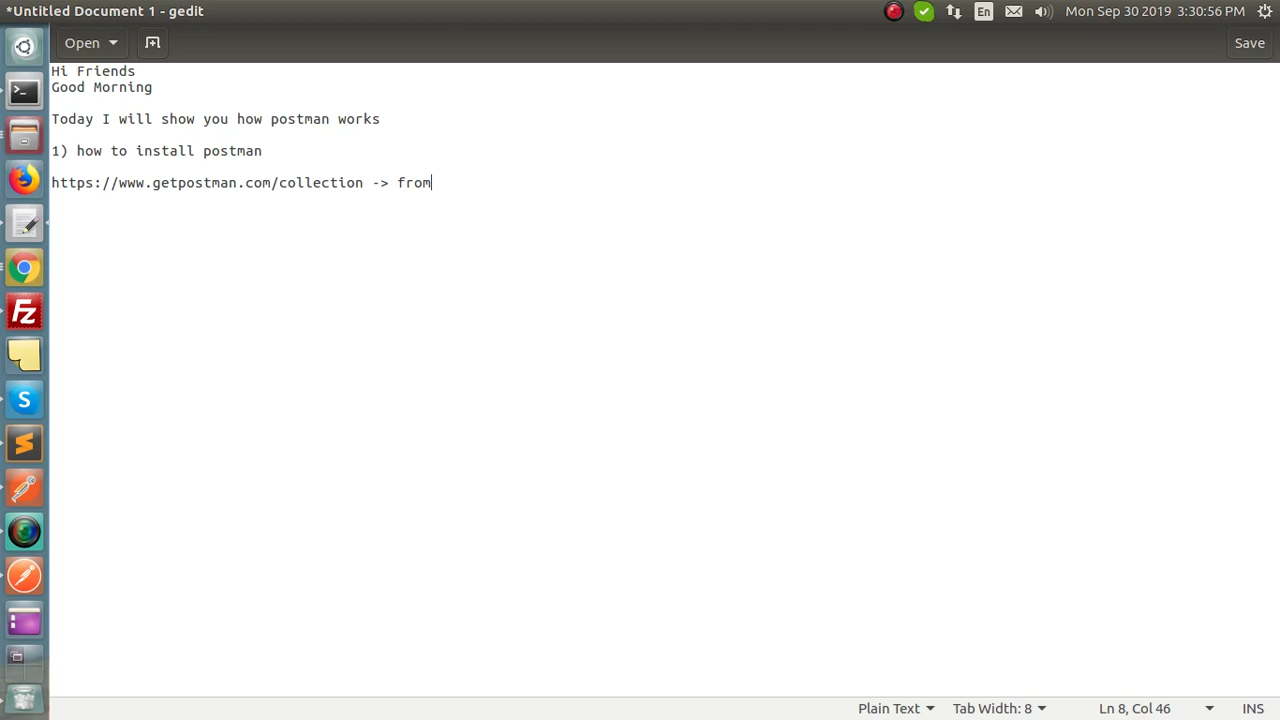 *Untitled Document 1 - gedit
En
Mon Sep 30 2019 3:30:56 PM
Open
Save
Hi Friends
Good Morning
Today I will show you how postman works
1) how to install postman
https://www.getpostman.com/collection -> from
Fz
S
Plain Text
Tab Width: 8
Ln 8, Col 46
INS